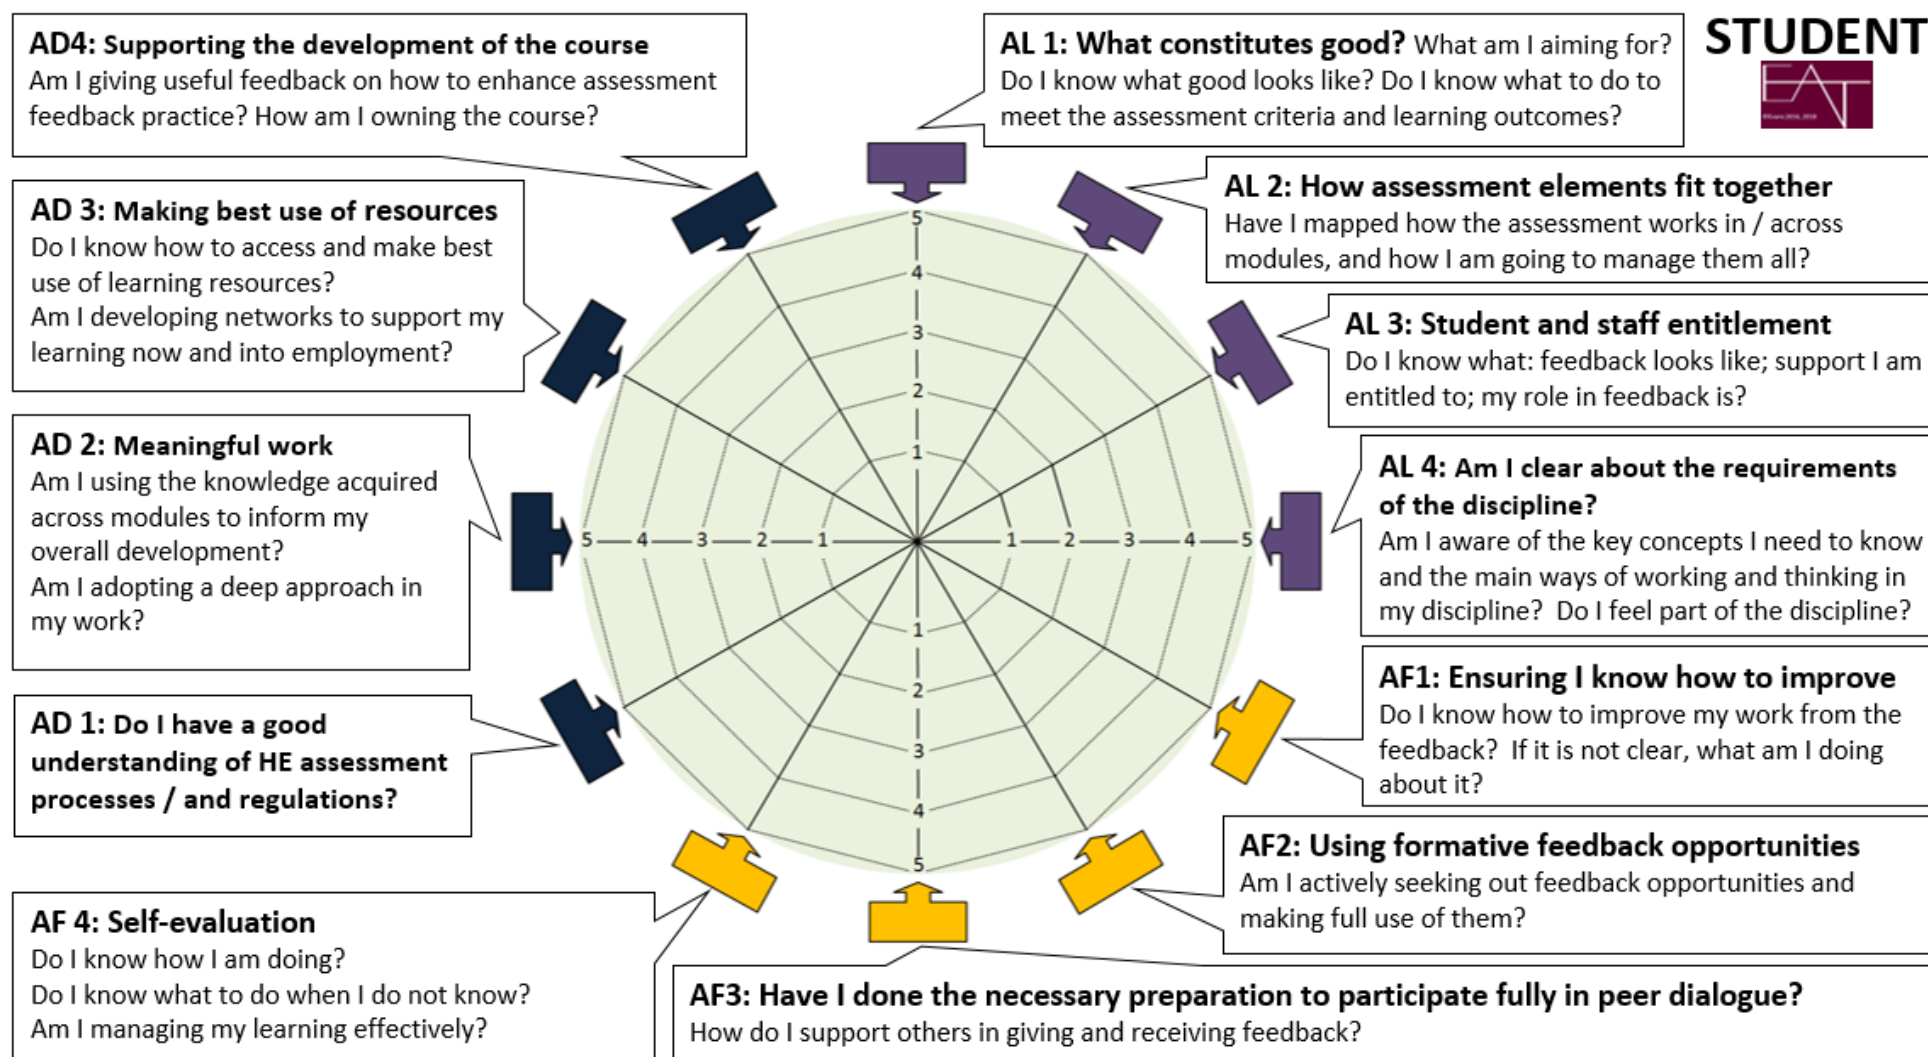 AD4: Supporting the development of the course
Am I giving useful feedback on how to enhance assessment
feedback practice? How am I owning the course?
AL 1: What constitutes good? What am I aiming for?
Do I know what good looks like? Do I know what to do to
meet the assessment criteria and learning outcomes?
STUDENT
EAT
AL 2: How assessment elements fit together
Have I mapped how the assessment works in / across
modules, and how I am going to manage them all?
AD 3: Making best use of resources
Do I know how to access and make best
use of learning resources?
Am I developing networks to support my
learning now and into employment?
AL 3: Student and staff entitlement
Do I know what: feedback looks like; support I am
entitled to; my role in feedback is?
AD 2: Meaningful work
Am I using the knowledge acquired
across modules to inform my
overall development?
Am I adopting a deep approach in
my work?
AL 4: Am I clear about the requirements
of the discipline?
Am I aware of the key concepts I need to know
and the main ways of working and thinking in
my discipline? Do I feel part of the discipline?
5
4
3
2
1
5 4 3 2 1 1 2 3 4 5
1
2
3
4
5
AD 1: Do I have a good
understanding of HE assessment
processes / and regulations?
AF1: Ensuring I know how to improve
Do I know how to improve my work from the
feedback? If it is not clear, what am I doing
about it?
AF2: Using formative feedback opportunities
Am I actively seeking out feedback opportunities and
making full use of them?
AF 4: Self-evaluation
Do I know how I am doing?
Do I know what to do when I do not know?
Am I managing my learning effectively?
AF3: Have I done the necessary preparation to participate fully in peer dialogue?
How do I support others in giving and receiving feedback?